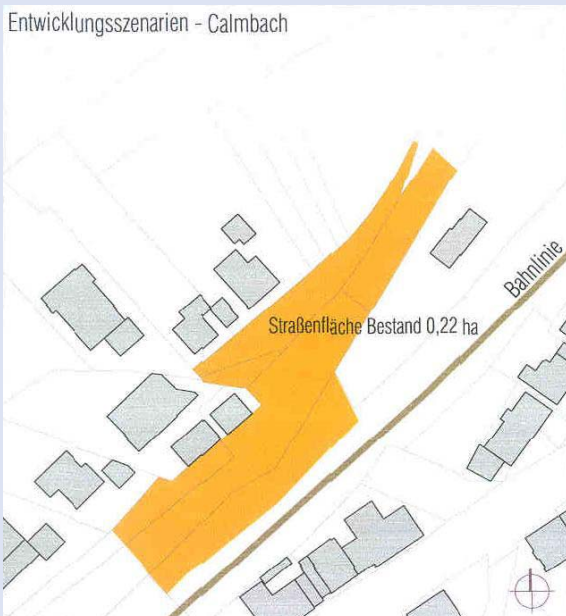 Entwicklungsszenarien - Calmbach
Bahnlinie
Straßenfläche Bestand 0,22 ha